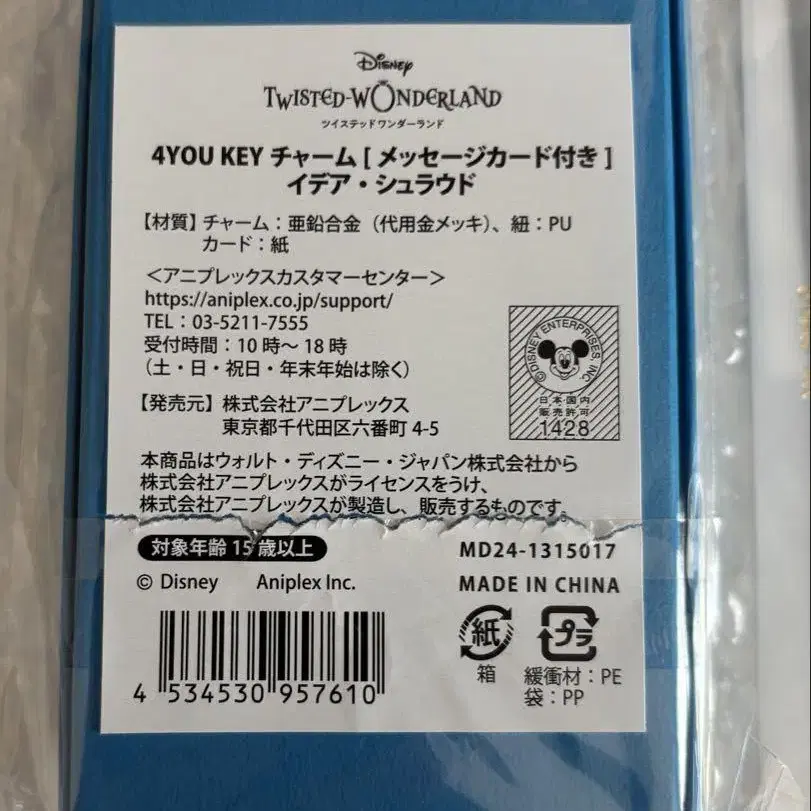 Disney
TWISTED-WONDERLAND
ツイステッドワンダーランド
4YOU KEY チャーム [ メッセージカード付き ]
イデア・シュラウド
【材質】チャーム：亜鉛合金（代用金メッキ）、紐：PU
カード：紙
＜アニプレックスカスタマーセンター＞
https://aniplex.co.jp/support/
TEL：03-5211-7555
受付時間：10 時～ 18 時
（土・日・祝日・年末年始は除く）
【発売元】株式会社アニプレックス
東京都千代田区六番町 4-5
© DISNEY ENTERPRISES, INC
日本国内
販売許可
1428
本商品はウォルト・ディズニー・ジャパン株式会社から
株式会社アニプレックスがライセンスをうけ、
株式会社アニプレックスが製造し、販売するものです。
対象年齢 15 歳以上
MD24-1315017
© Disney Aniplex Inc.
MADE IN CHINA
紙
箱
プラ
緩衝材：PE
袋：PP
4 534530 957610